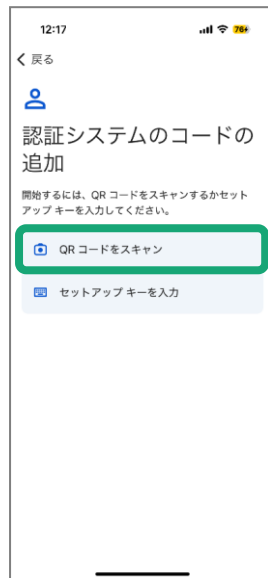 12:17
76
戻る
認証システムのコードの
追加
開始するには、QR コードをスキャンするかセット
アップ キーを入力してください。
QR コードをスキャン
セットアップ キーを入力